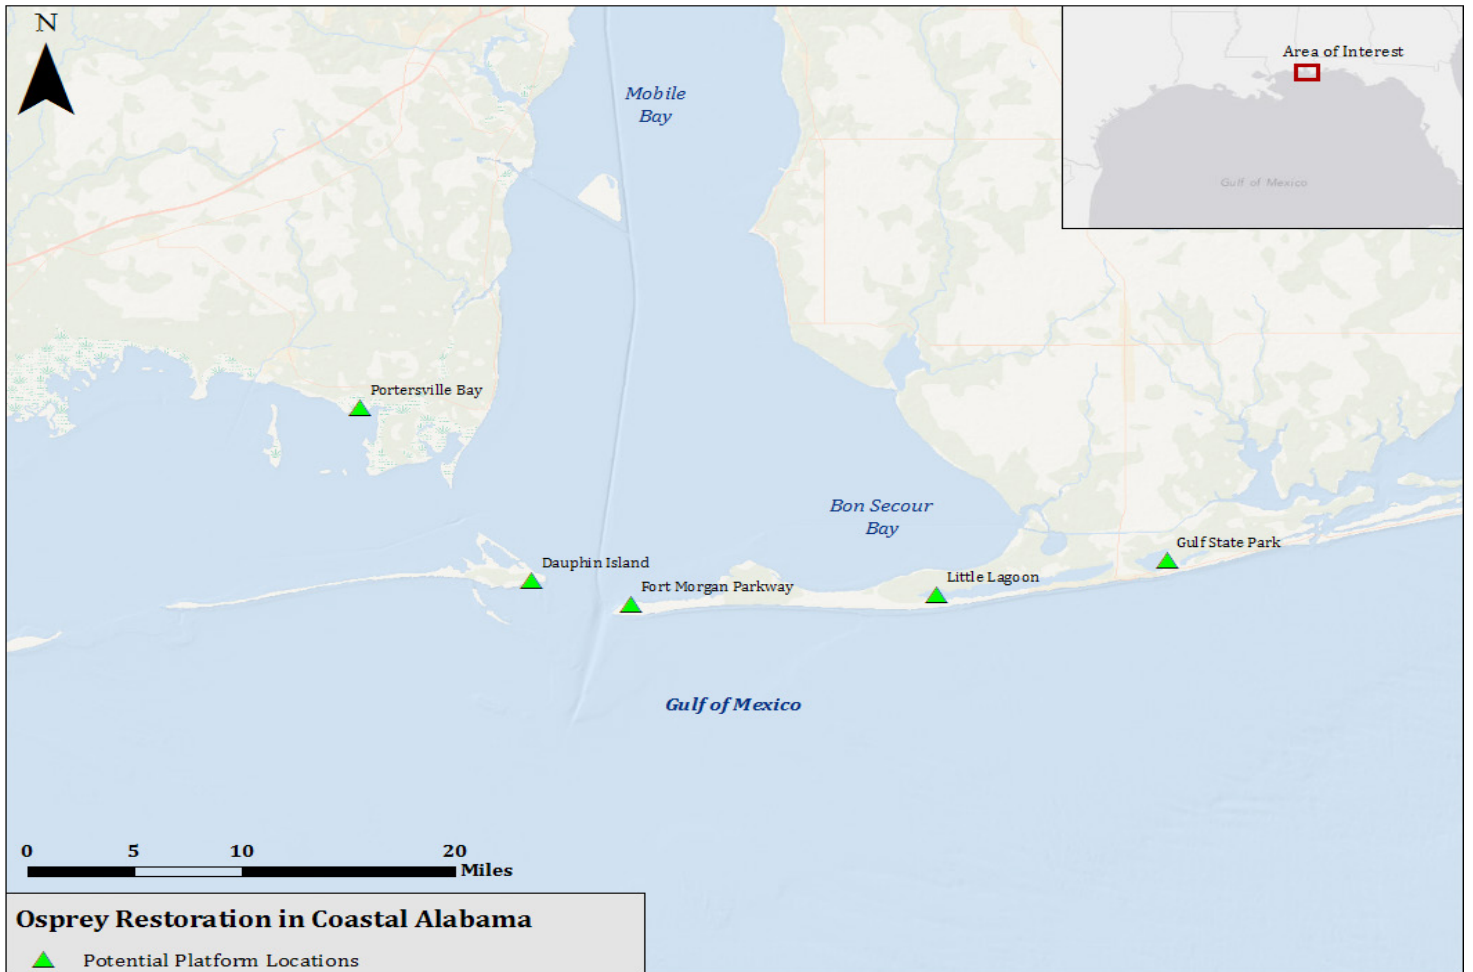 N
Area of Interest
Gulf of Mexico
Mobile
Bay
Portersville Bay
Bon Secour
Bay
Gulf State Park
Dauphin Island
Little Lagoon
Fort Morgan Parkway
Gulf of Mexico
0 5 10 20
Miles
Osprey Restoration in Coastal Alabama
Potential Platform Locations